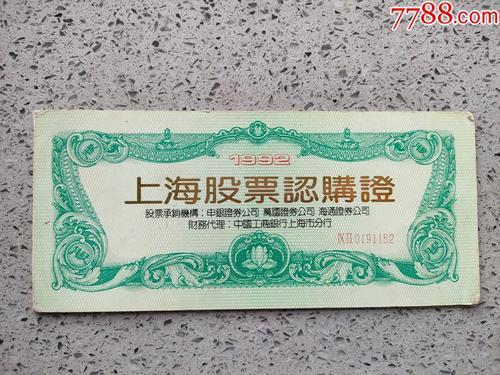 7788.com
1992
上海股票認購證
股票承銷機構：申銀證券公司 萬國證券公司 海通證券公司
財務代理：中國工商銀行上海市分行
0191152